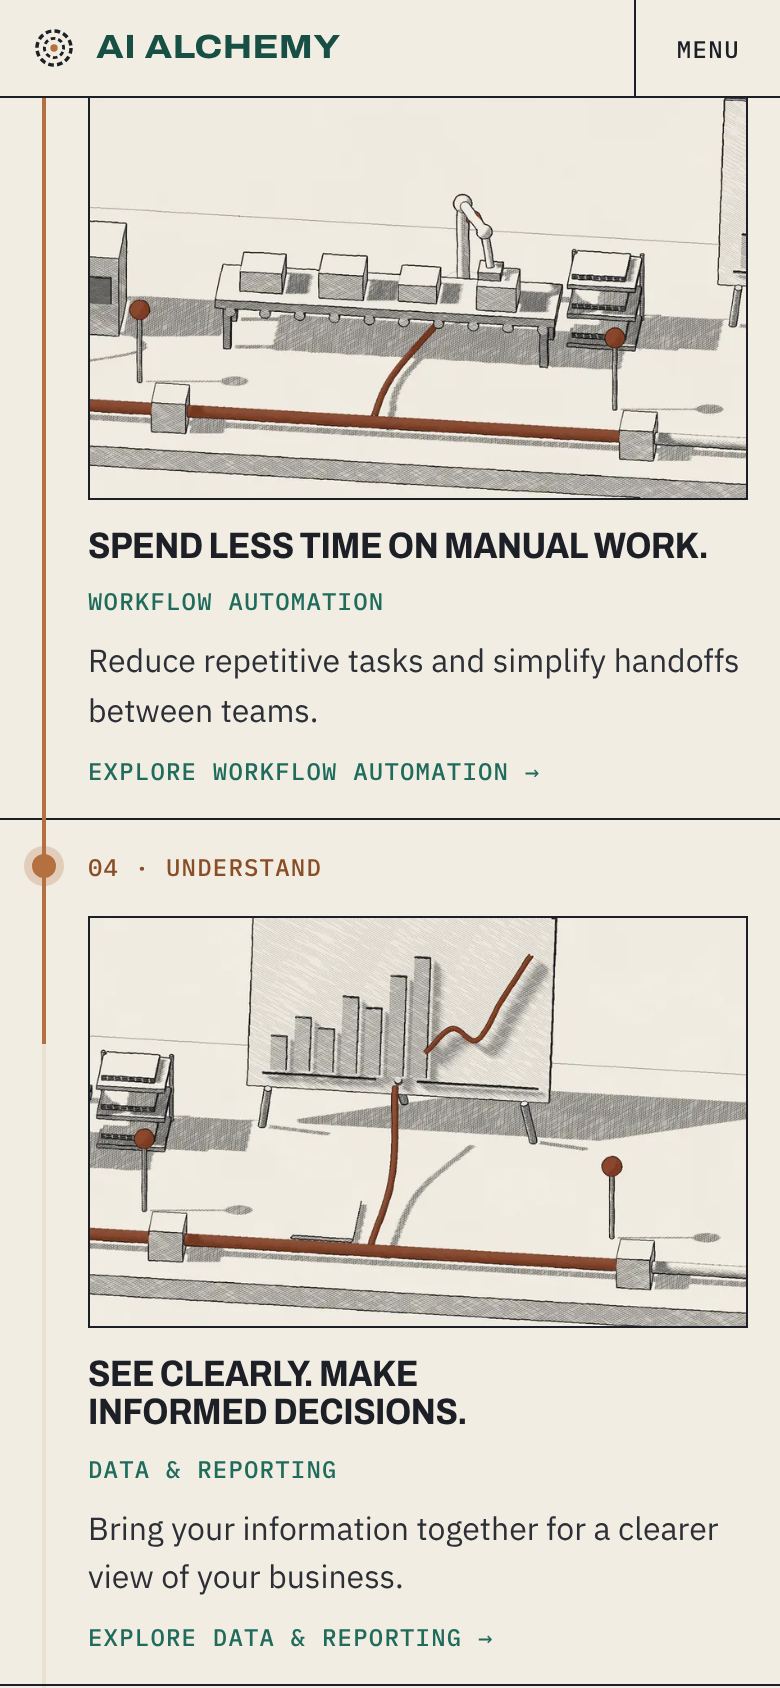 AI ALCHEMY
MENU
SPEND LESS TIME ON MANUAL WORK.
WORKFLOW AUTOMATION
Reduce repetitive tasks and simplify handoffs
between teams.
EXPLORE WORKFLOW AUTOMATION →
04 · UNDERSTAND
SEE CLEARLY. MAKE
INFORMED DECISIONS.
DATA & REPORTING
Bring your information together for a clearer
view of your business.
EXPLORE DATA & REPORTING →